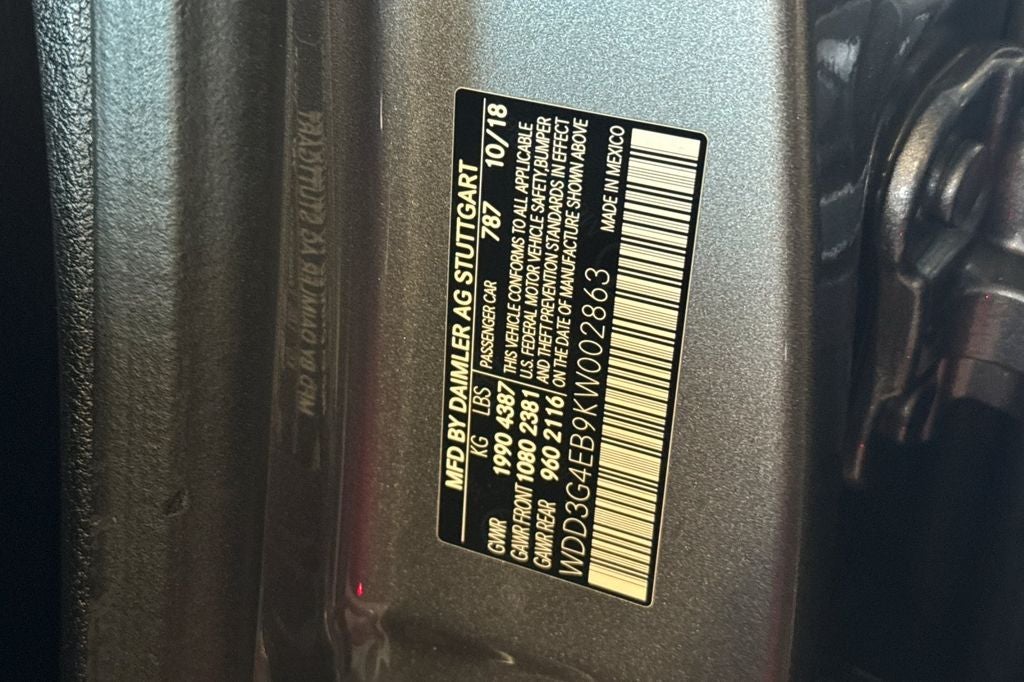 MFD BY DAIMLER AG STUTTGART
KG LBS PASSENGER CAR 787 10/18
GVWR 1990 4387 THIS VEHICLE CONFORMS TO ALL APPLICABLE
GAWR FRONT 1080 2381 U.S. FEDERAL MOTOR VEHICLE SAFETY, BUMPER
GAWR REAR 960 2116 AND THEFT PREVENTION STANDARDS IN EFFECT
ON THE DATE OF MANUFACTURE SHOWN ABOVE
WDD3G4EB9KW002863 MADE IN MEXICO